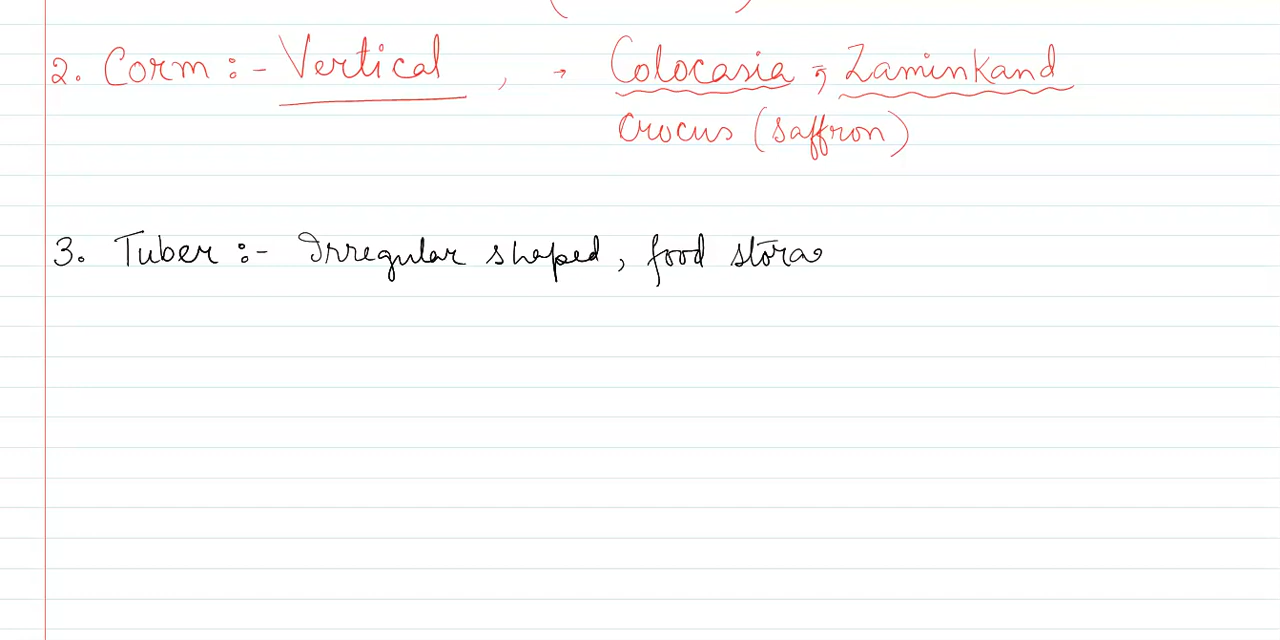 2. Corm :- Vertical , → Colocasia , Zaminkand
Crocus (saffron)
3. Tuber :- Irregular shaped, food stora